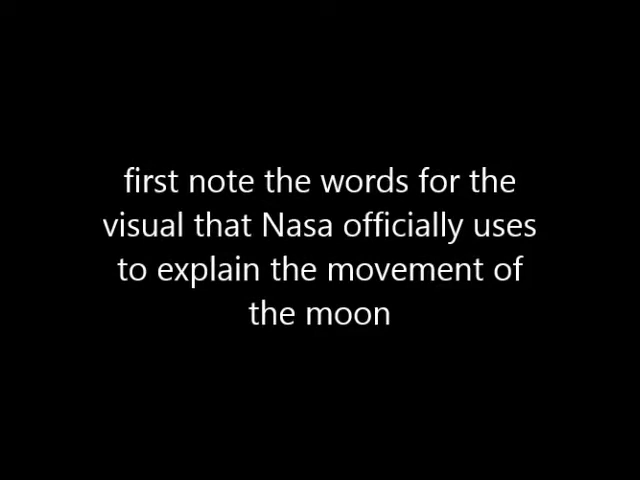 first note the words for the
visual that Nasa officially uses
to explain the movement of
the moon